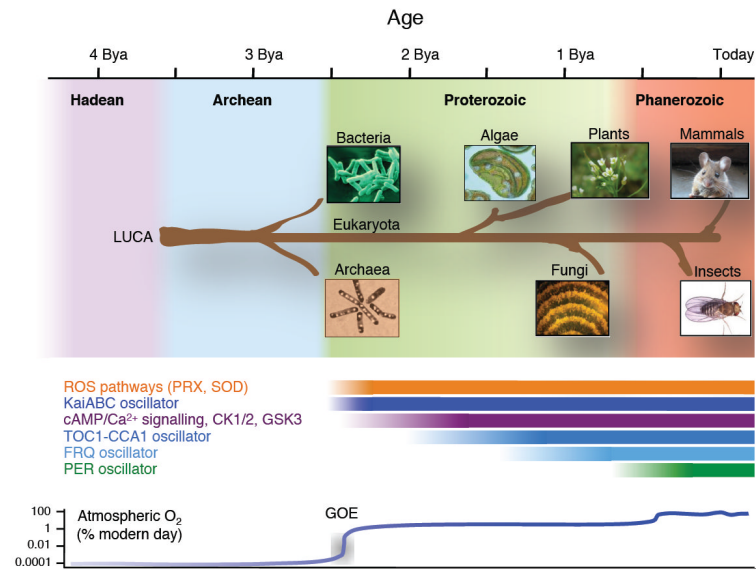 Age
4 Bya 3 Bya 2 Bya 1 Bya Today
Hadean Archean Proterozoic Phanerozoic
Bacteria Algae Plants Mammals
LUCA Eukaryota
Archaea Fungi Insects
ROS pathways (PRX, SOD)
KaiABC oscillator
cAMP/Ca²⁺ signalling, CK1/2, GSK3
TOC1-CCA1 oscillator
FRQ oscillator
PER oscillator
100 Atmospheric O₂ GOE
1 (% modern day)
0.01
0.0001